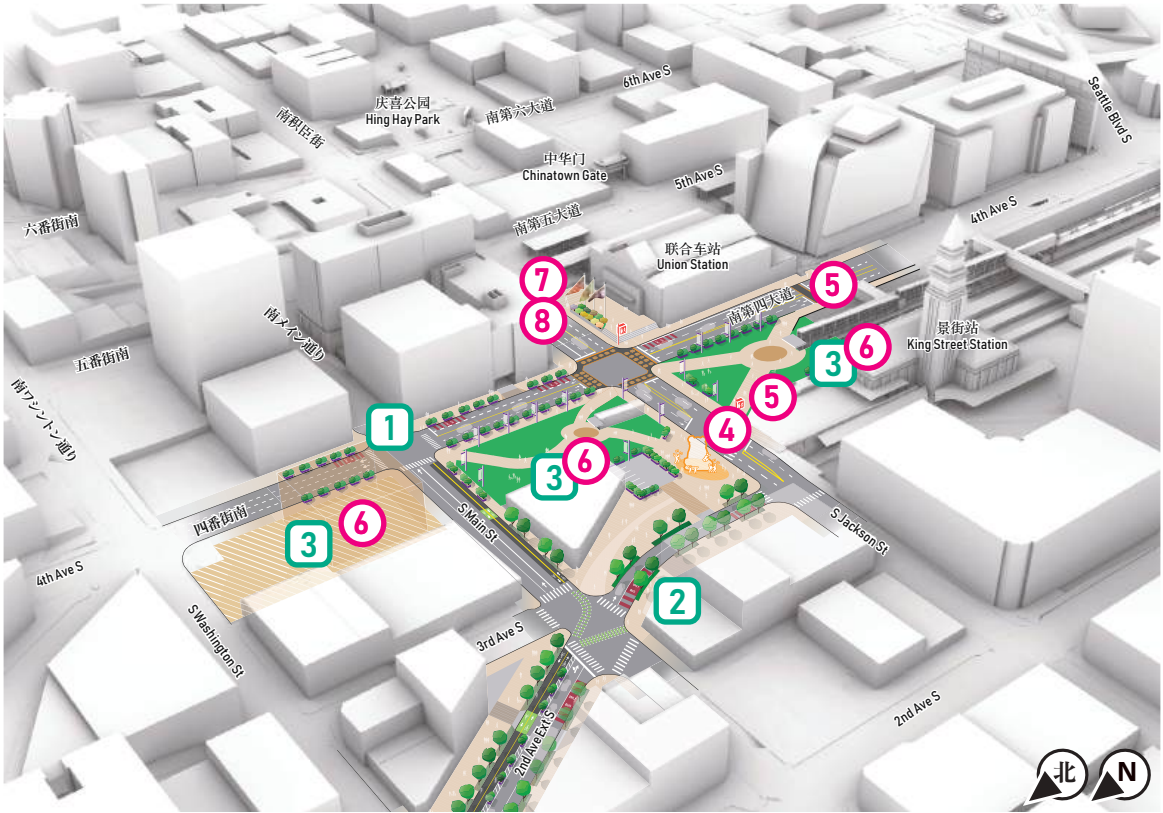 6th Ave S
Seattle Blvd S
庆喜公园
Hing Hay Park
南第六大道
南积臣街
中华门
Chinatown Gate
5th Ave S
4th Ave S
六番街南
南第五大道
联合车站
Union Station
7
5
南第四大道
8
南メイン通り
景街站
King Street Station
五番街南
6
3
南ワシントン通り
5
1
4
6
3
四番街南
6
S Main St
S Jackson St
3
4th Ave S
2
S Washington St
3rd Ave S
2nd Ave S
2nd Ave Ext S
北
N